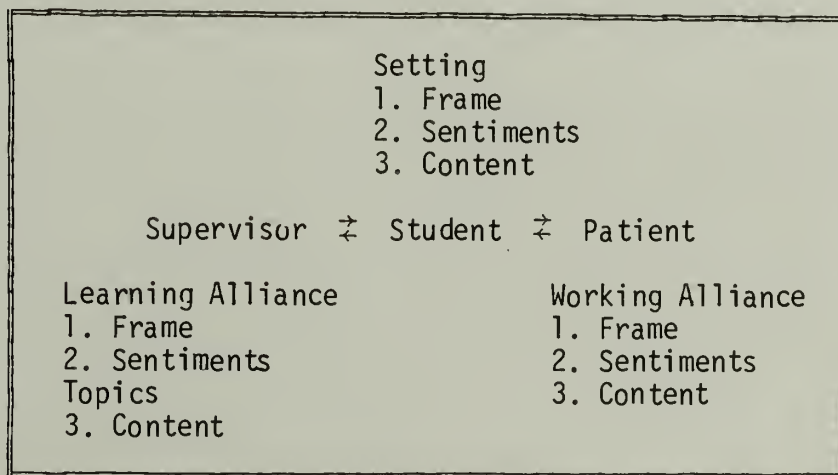 Setting
1. Frame
2. Sentiments
3. Content
Supervisor ⇄ Student ⇄ Patient
Learning Alliance
1. Frame
2. Sentiments
Topics
3. Content
Working Alliance
1. Frame
2. Sentiments
3. Content